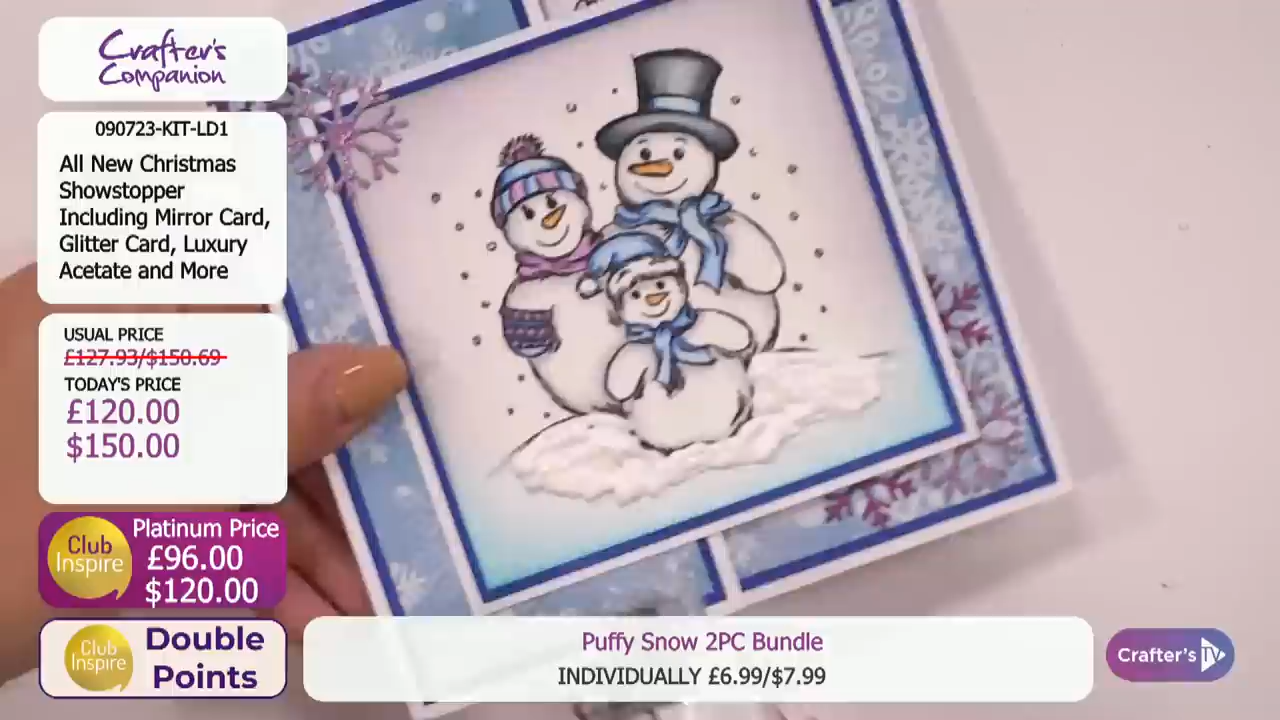 Crafter's
Companion
090723-KIT-LD1
All New Christmas
Showstopper
Including Mirror Card,
Glitter Card, Luxury
Acetate and More
USUAL PRICE
£127.93/$150.69
TODAY'S PRICE
£120.00
$150.00
Club
Inspire
Platinum Price
£96.00
$120.00
Club
Inspire
Double
Points
Puffy Snow 2PC Bundle
INDIVIDUALLY £6.99/$7.99
Crafter's TV